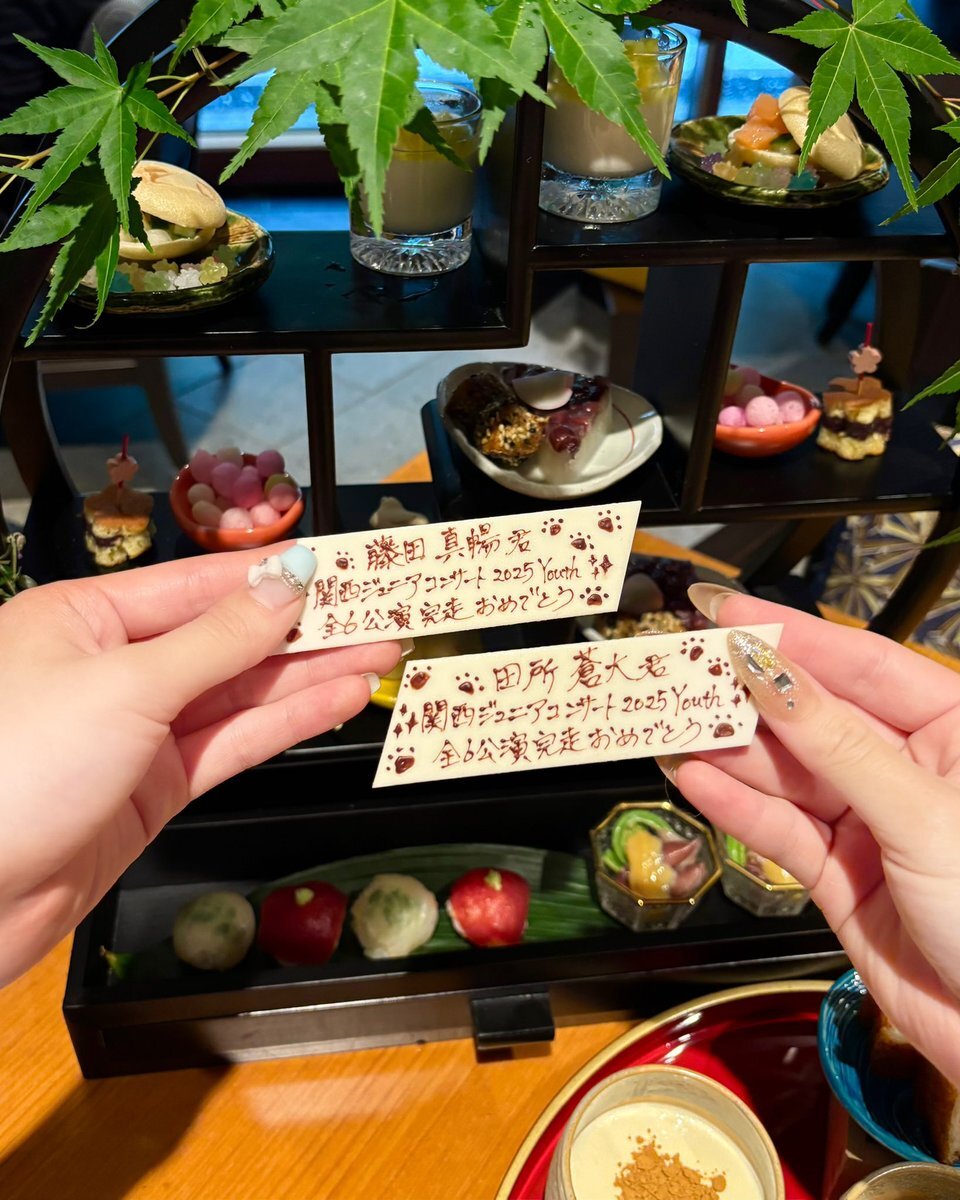 藤田 真暢 君
関西ジュニアコンサート 2025 Youth
全6公演完走 おめでとう
田所 蒼大君
関西ジュニアコンサート 2025 Youth
全6公演完走 おめでとう